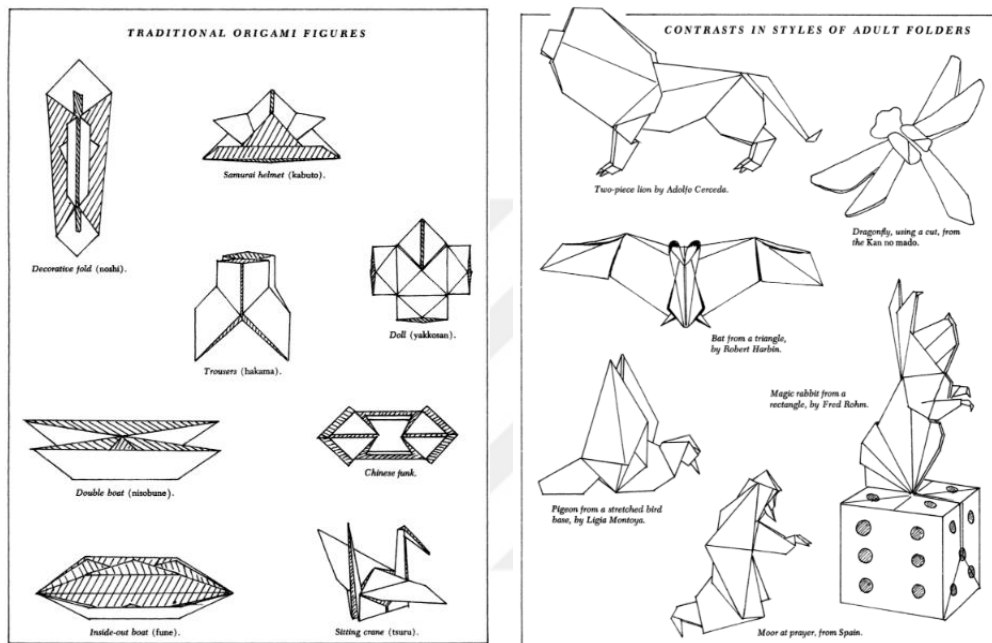 TRADITIONAL ORIGAMI FIGURES
Samurai helmet (kabuto).
Decorative fold (noshi).
Doll (yakkosan).
Trousers (hakama).
Chinese junk.
Double boat (nisobune).
Inside-out boat (fune).
Sitting crane (tsuru).
CONTRASTS IN STYLES OF ADULT FOLDERS
Two-piece lion by Adolfo Cerceda.
Dragonfly, using a cut, from
the Kan no mado.
Bat from a triangle,
by Robert Harbin.
Magic rabbit from a
rectangle, by Fred Rohm.
Pigeon from a stretched bird
base, by Ligia Montoya.
Moor at prayer, from Spain.